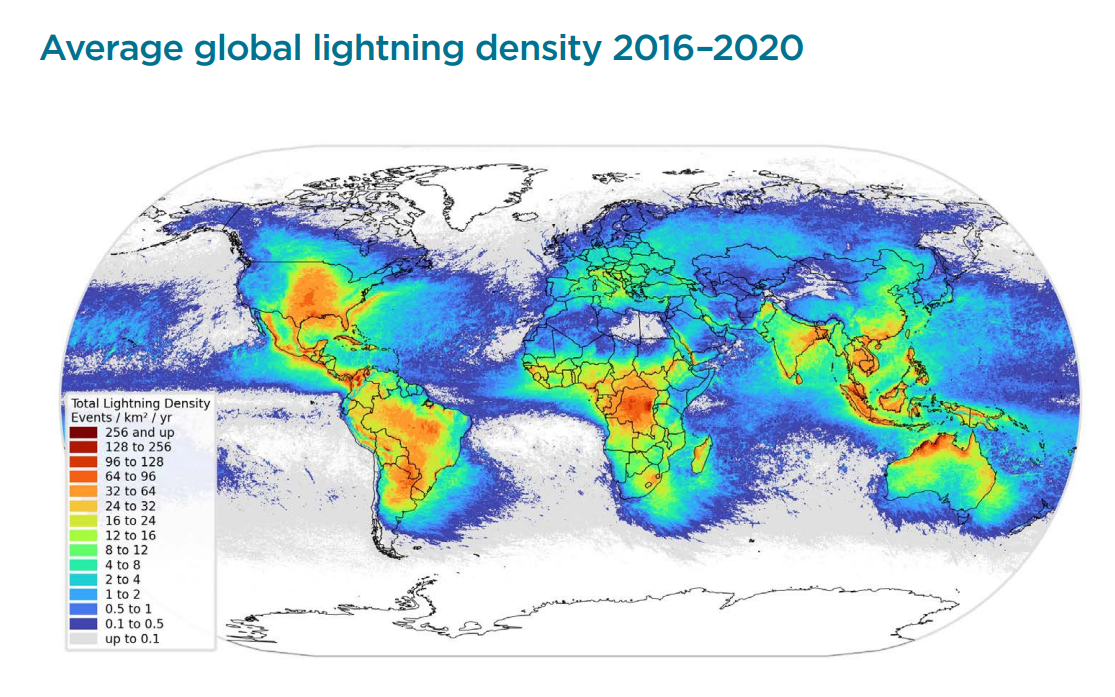 Average global lightning density 2016–2020
Total Lightning Density
Events / km² / yr
256 and up
128 to 256
96 to 128
64 to 96
32 to 64
24 to 32
16 to 24
12 to 16
8 to 12
4 to 8
2 to 4
1 to 2
0.5 to 1
0.1 to 0.5
up to 0.1